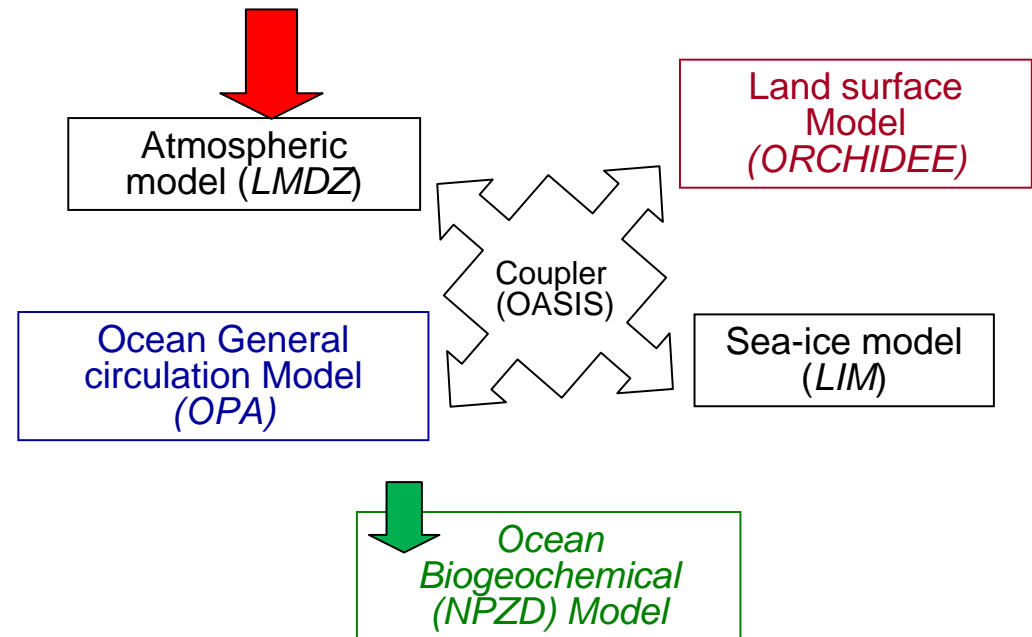 Atmospheric
model (LMDZ)
Land surface
Model
(ORCHIDEE)
Coupler
(OASIS)
Ocean General
circulation Model
(OPA)
Sea-ice model
(LIM)
Ocean
Biogeochemical
(NPZD) Model